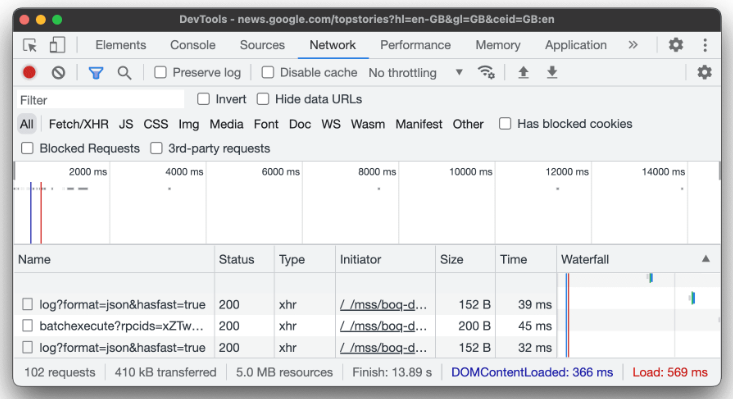 DevTools - news.google.com/topstories?hl=en-GB&gl=GB&ceid=GB:en
Elements Console Sources Network Performance Memory Application »
Preserve log Disable cache No throttling
Filter Invert Hide data URLs
All Fetch/XHR JS CSS Img Media Font Doc WS Wasm Manifest Other Has blocked cookies
Blocked Requests 3rd-party requests
2000 ms 4000 ms 6000 ms 8000 ms 10000 ms 12000 ms 14000 ms
Name Status Type Initiator Size Time Waterfall
log?format=json&hasfast=true 200 xhr /_/mss/boq-d... 152 B 39 ms
batchexecute?rpcids=xZTw... 200 xhr /_/mss/boq-d... 200 B 45 ms
log?format=json&hasfast=true 200 xhr /_/mss/boq-d... 152 B 32 ms
102 requests 410 kB transferred 5.0 MB resources Finish: 13.89 s DOMContentLoaded: 366 ms Load: 569 ms